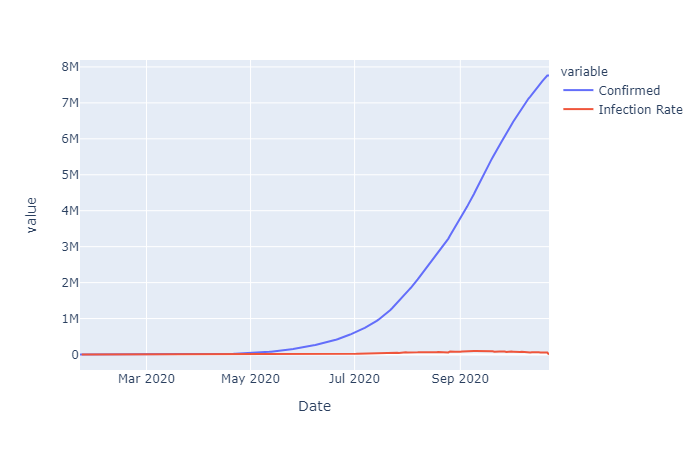 8M
7M
6M
5M
4M
3M
2M
1M
0
value
Mar 2020
May 2020
Jul 2020
Sep 2020
Date
variable
Confirmed
Infection Rate